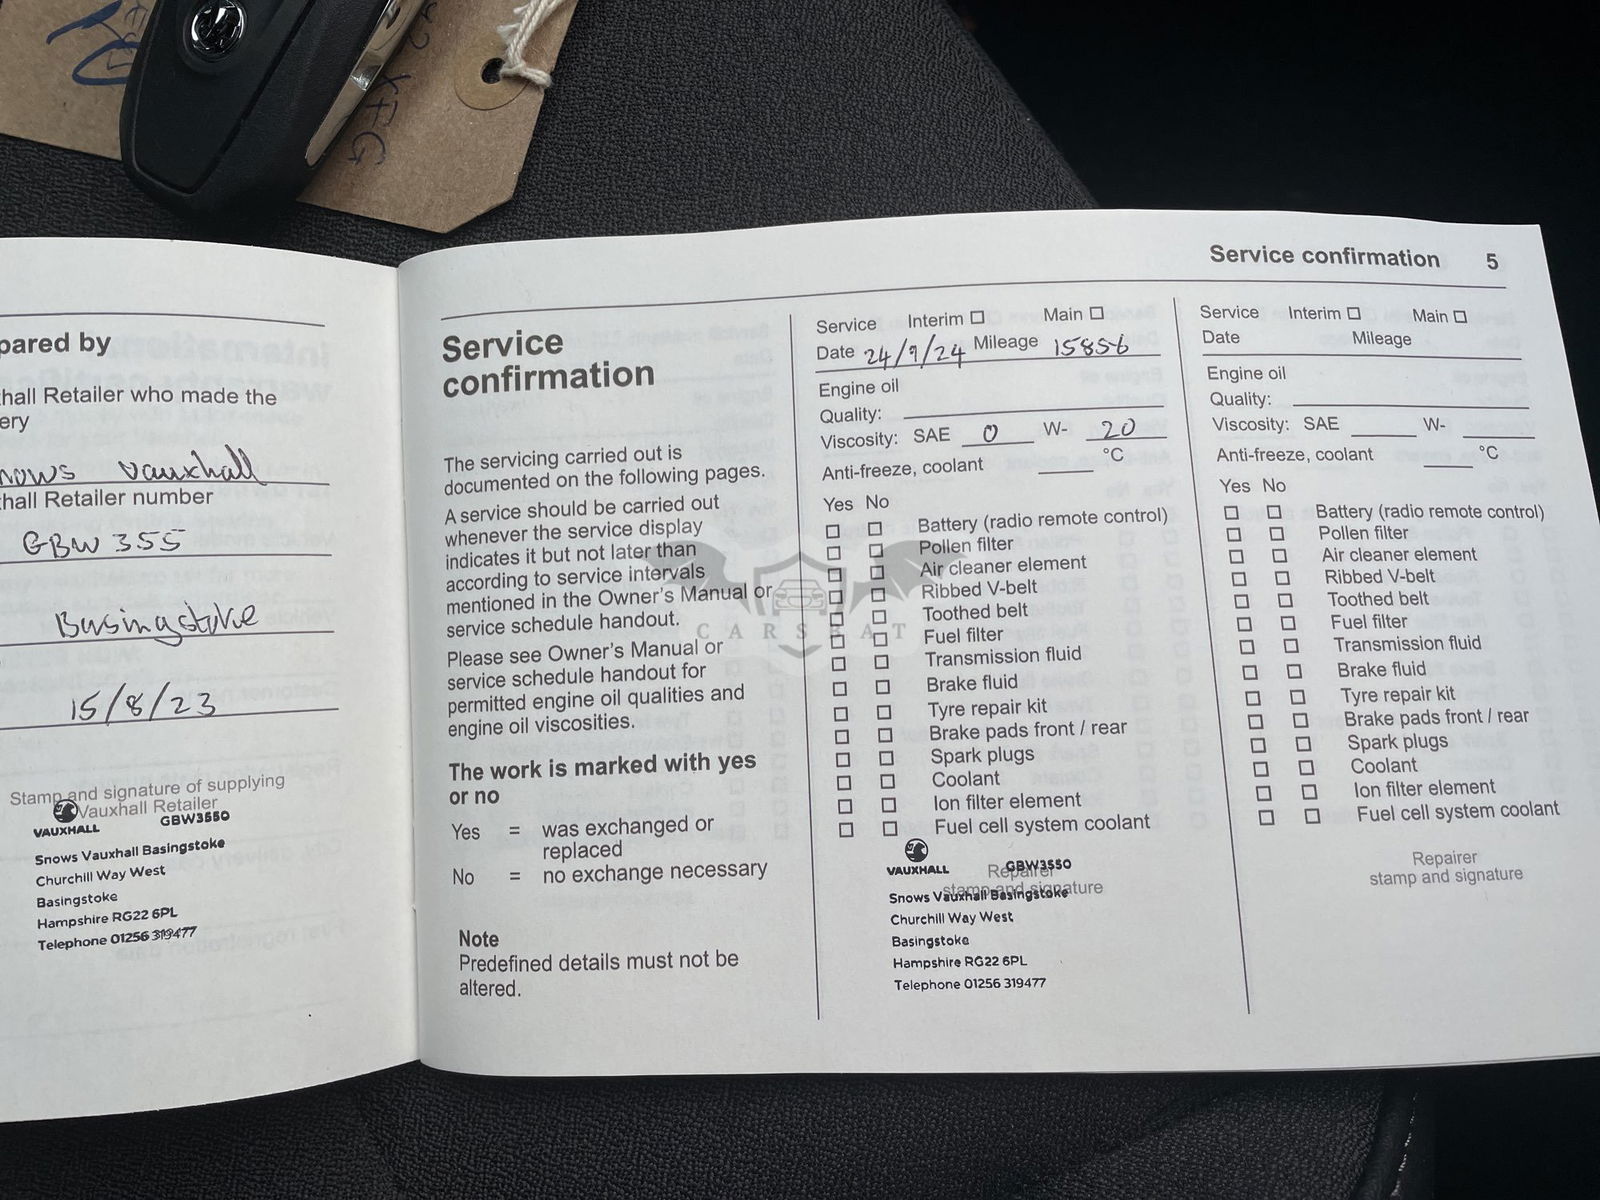 XFG
pared by
hall Retailer who made the
ery
nows Vauxhall
hall Retailer number
GBW 355
Basingstoke
15/8/23
Stamp and signature of supplying
Vauxhall Retailer
VAUXHALL GBW3550
Snows Vauxhall Basingstoke
Churchill Way West
Basingstoke
Hampshire RG22 6PL
Telephone 01256 319477
Service confirmation 5
Service
confirmation
The servicing carried out is
documented on the following pages.
A service should be carried out
whenever the service display
indicates it but not later than
according to service intervals
mentioned in the Owner's Manual or
service schedule handout.
Please see Owner's Manual or
service schedule handout for
permitted engine oil qualities and
engine oil viscosities.
The work is marked with yes
or no
Yes = was exchanged or
replaced
No = no exchange necessary
Note
Predefined details must not be
altered.
Service Interim Main
Date 24/9/24 Mileage 15856
Engine oil
Quality:
Viscosity: SAE 0 W- 20
Anti-freeze, coolant °C
Yes No
Battery (radio remote control)
Pollen filter
Air cleaner element
Ribbed V-belt
Toothed belt
Fuel filter
Transmission fluid
Brake fluid
Tyre repair kit
Brake pads front / rear
Spark plugs
Coolant
Ion filter element
Fuel cell system coolant
VAUXHALL GBW3550
Repairer
stamp and signature
Snows Vauxhall Basingstoke
Churchill Way West
Basingstoke
Hampshire RG22 6PL
Telephone 01256 319477
Service Interim Main
Date Mileage
Engine oil
Quality:
Viscosity: SAE W-
Anti-freeze, coolant °C
Yes No
Battery (radio remote control)
Pollen filter
Air cleaner element
Ribbed V-belt
Toothed belt
Fuel filter
Transmission fluid
Brake fluid
Tyre repair kit
Brake pads front / rear
Spark plugs
Coolant
Ion filter element
Fuel cell system coolant
Repairer
stamp and signature